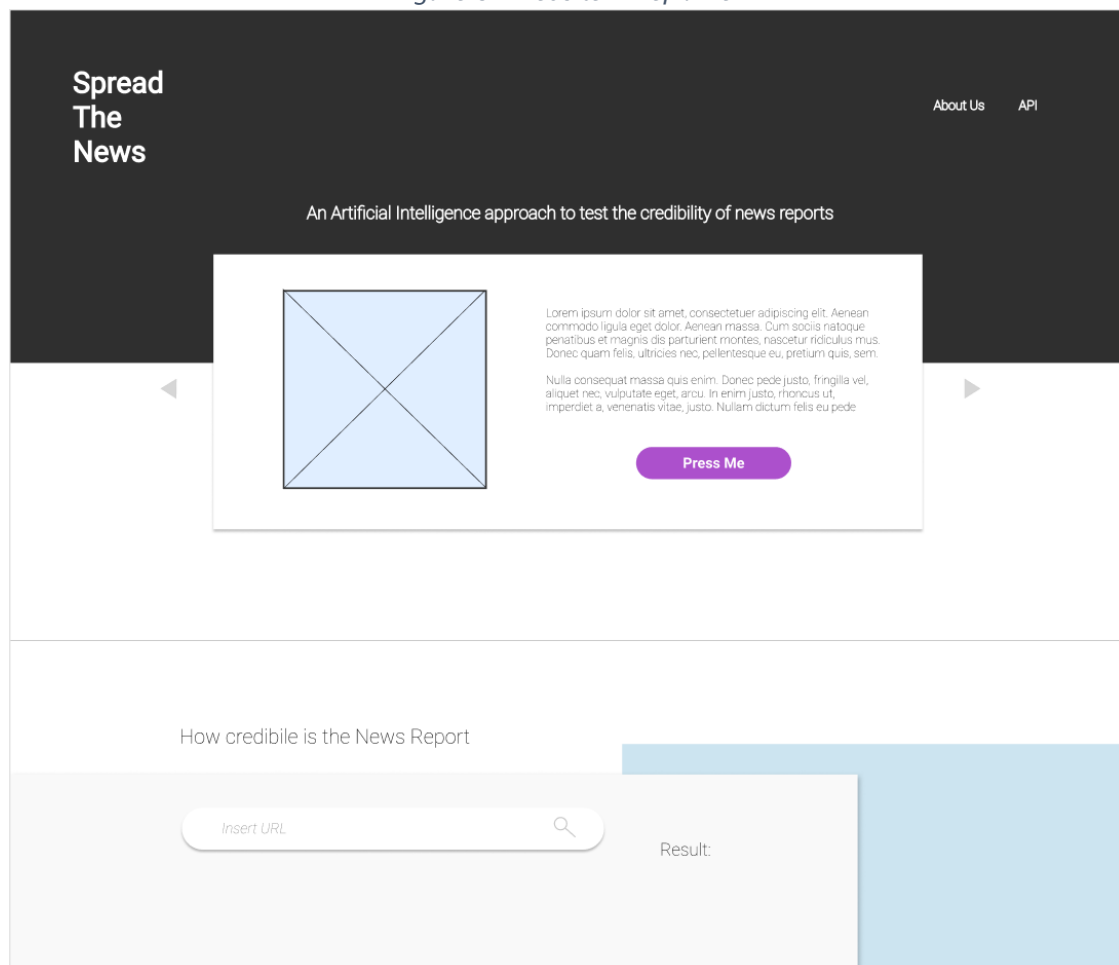 Spread
The
News
About Us API
An Artificial Intelligence approach to test the credibility of news reports
Lorem ipsum dolor sit amet, consectetuer adipiscing elit. Aenean
commodo ligula eget dolor. Aenean massa. Cum sociis natoque
penatibus et magnis dis parturient montes, nascetur ridiculus mus.
Donec quam felis, ultricies nec, pellentesque eu, pretium quis, sem.
Nulla consequat massa quis enim. Donec pede justo, fringilla vel,
aliquet nec, vulputate eget, arcu. In enim justo, rhoncus ut,
imperdiet a, venenatis vitae, justo. Nullam dictum felis eu pede
Press Me
How credibile is the News Report
Insert URL
Result: